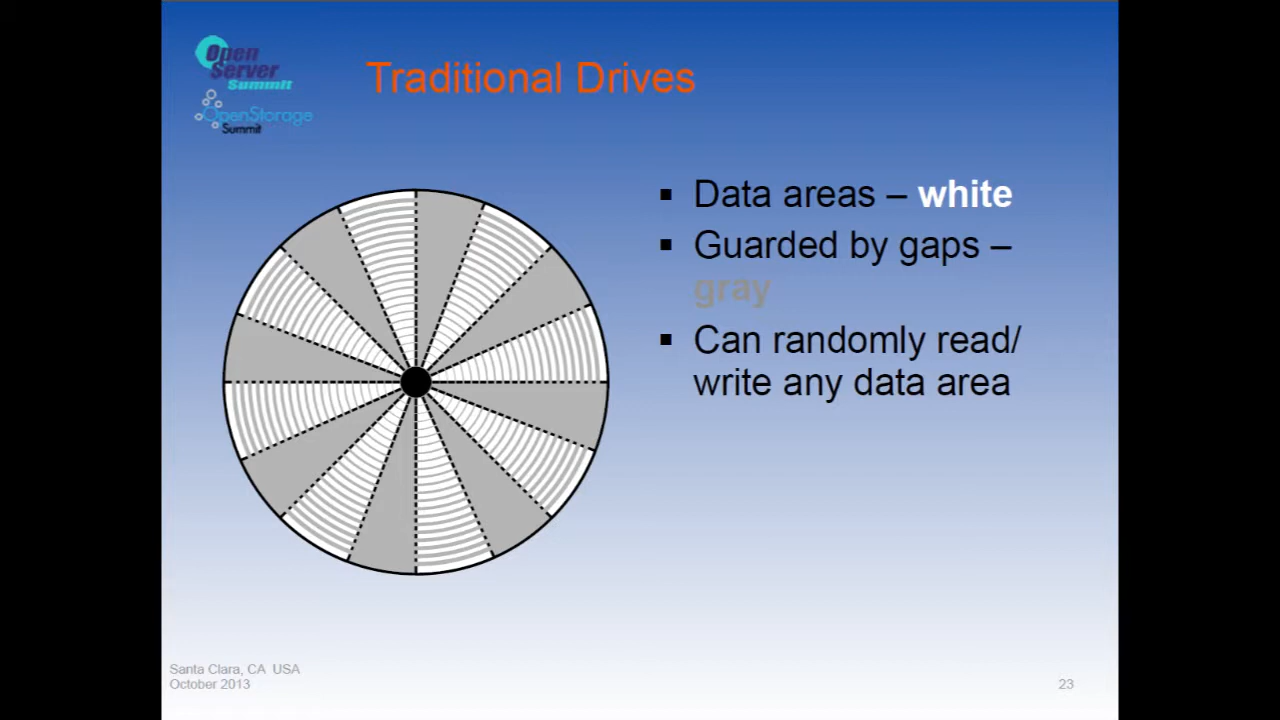 Open
Server
Summit
OpenStorage
Summit
Traditional Drives
▪ Data areas – white
▪ Guarded by gaps –
gray
▪ Can randomly read/
write any data area
Santa Clara, CA USA
October 2013
23